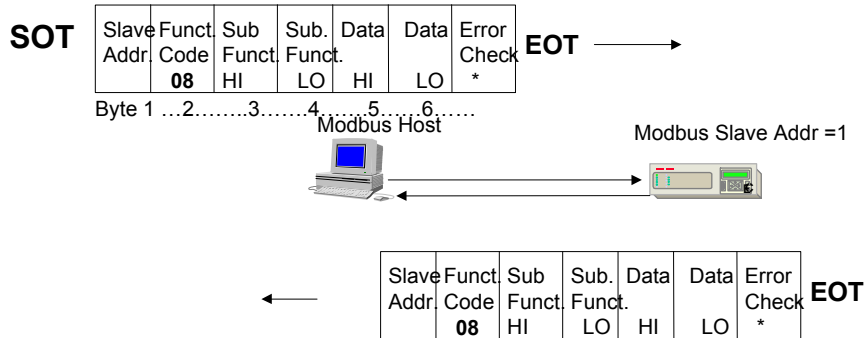 SOT
Slave Funct. Sub Sub. Data Data Error
Addr. Code Funct. Funct. Check
08 HI LO HI LO *
EOT
Byte 1 …2……..3…….4…….5……6……
Modbus Host
Modbus Slave Addr =1
Slave Funct. Sub Sub. Data Data Error
Addr. Code Funct. Funct. Check
08 HI LO HI LO *
EOT